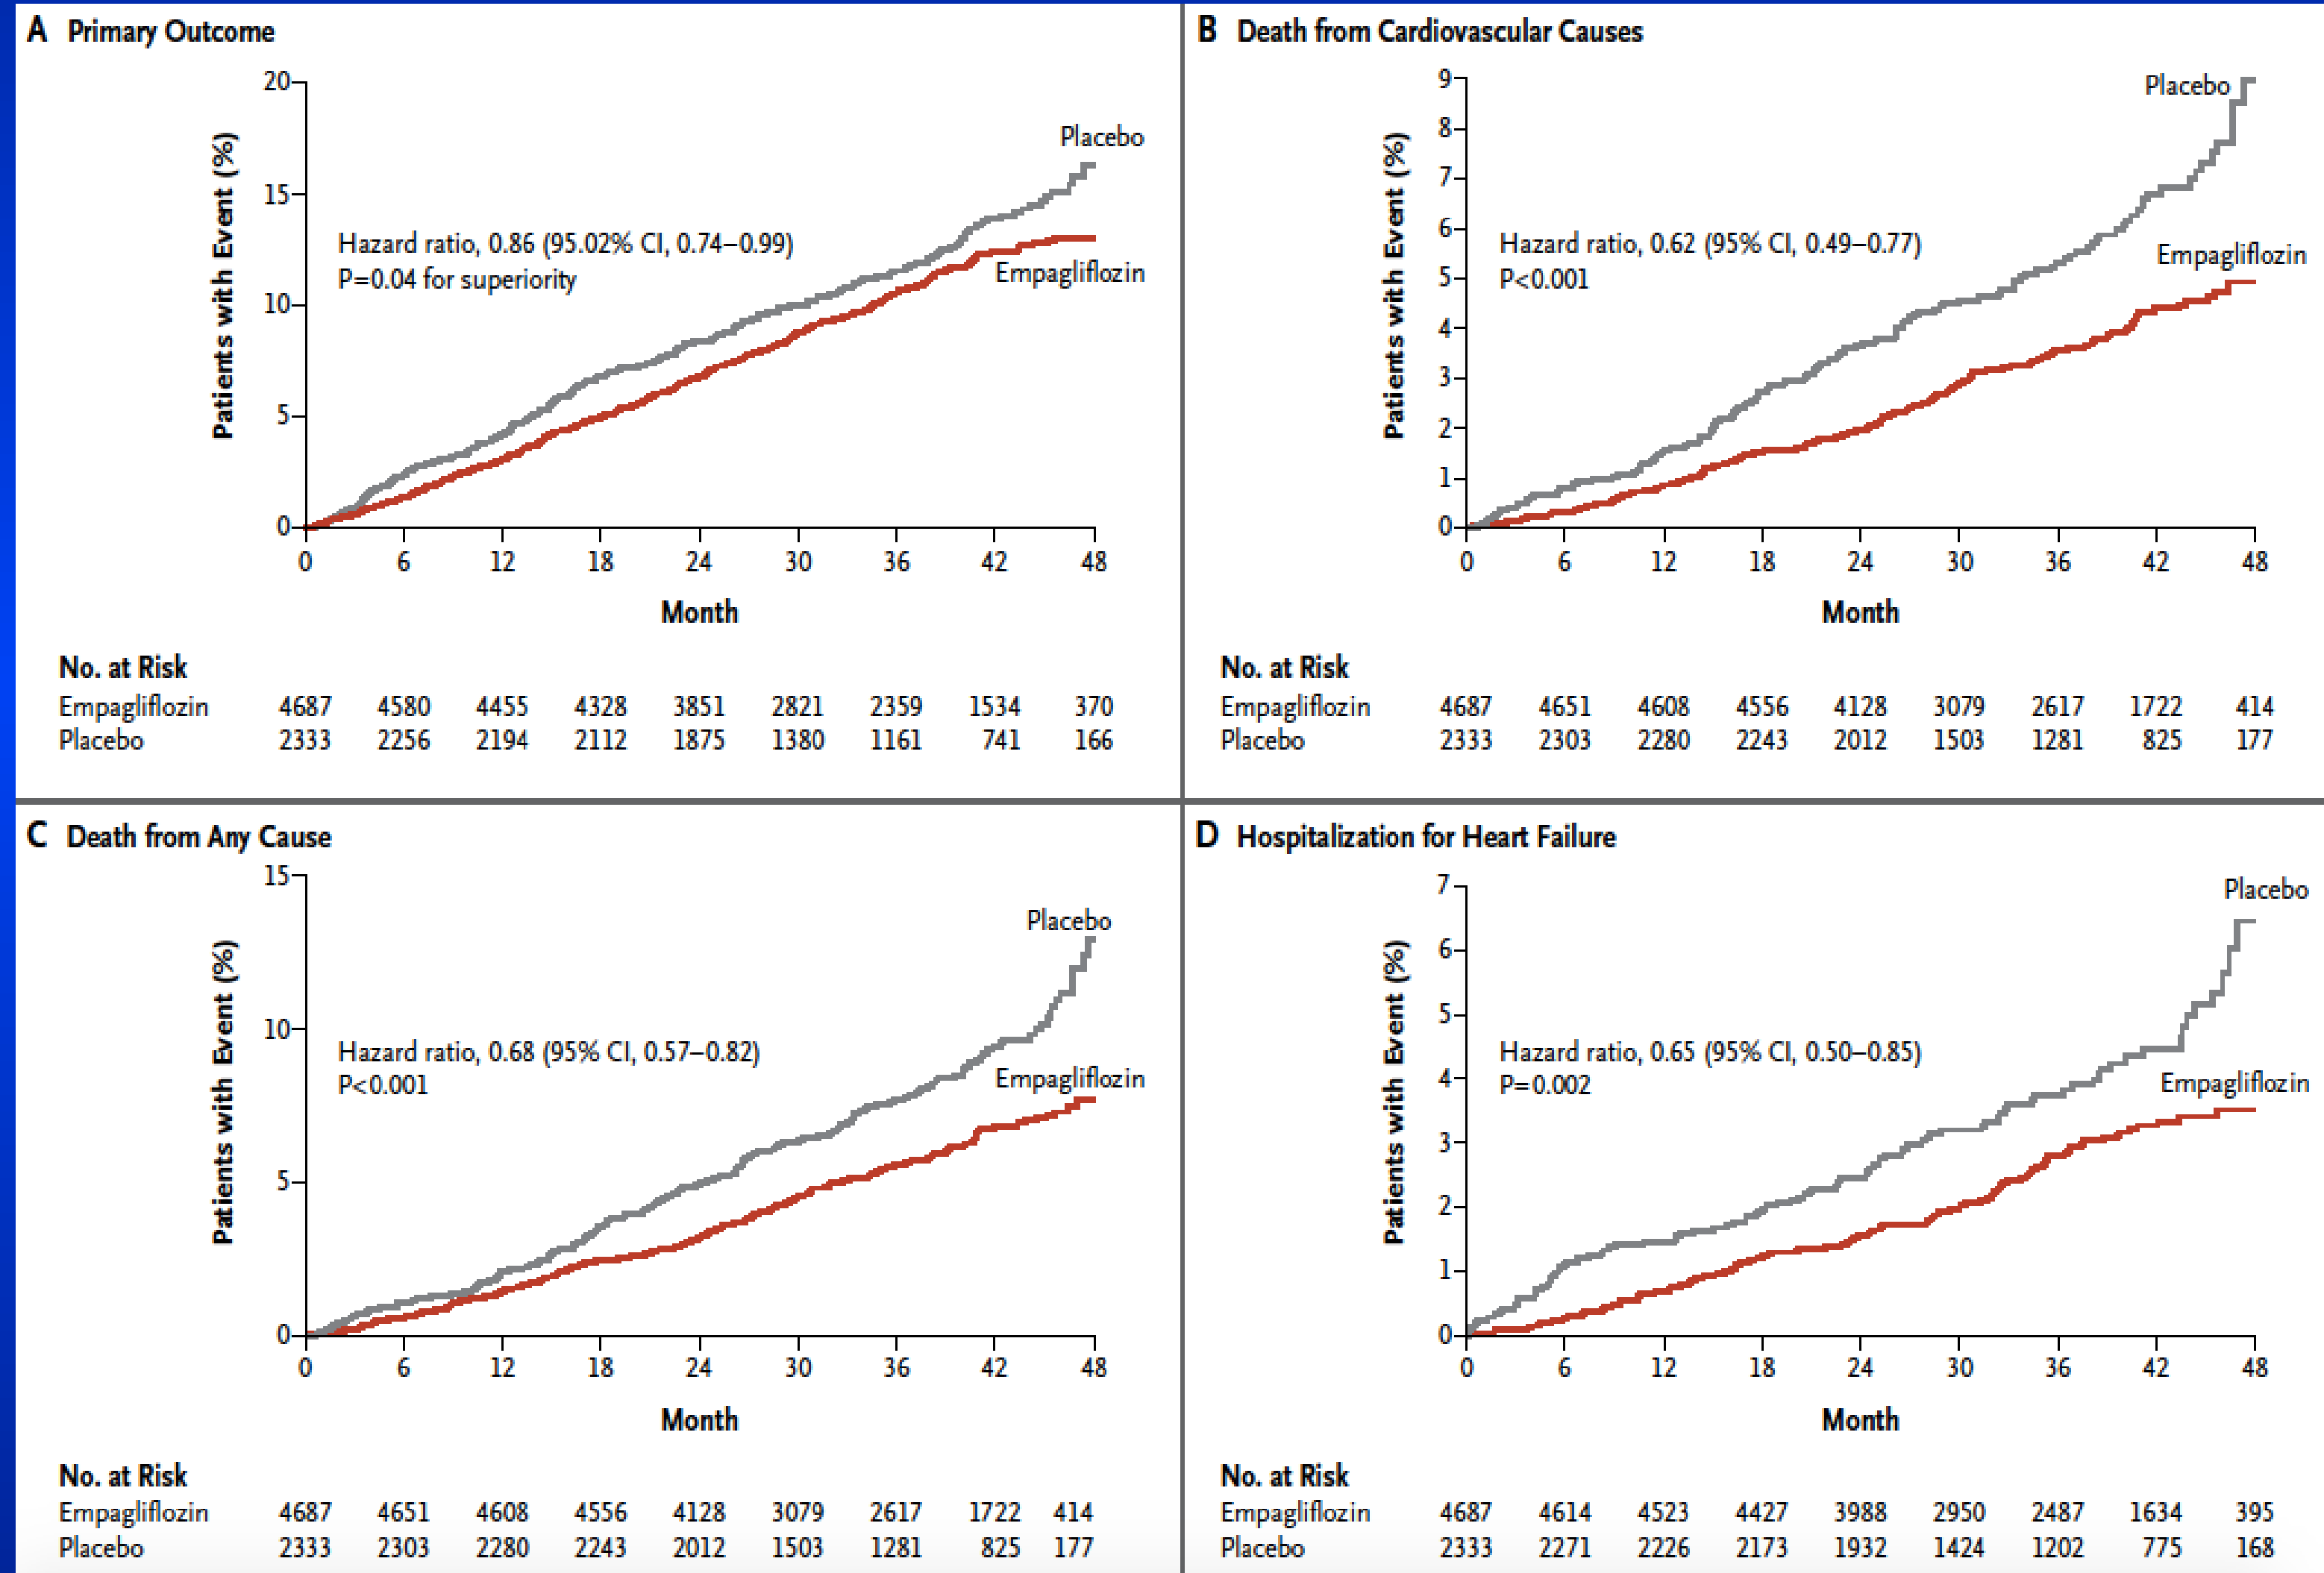 A Primary Outcome
20
15
10
5
0
Patients with Event (%)
Placebo
Hazard ratio, 0.86 (95.02% CI, 0.74–0.99)
P=0.04 for superiority
Empagliflozin
0 6 12 18 24 30 36 42 48
Month
No. at Risk
Empagliflozin 4687 4580 4455 4328 3851 2821 2359 1534 370
Placebo 2333 2256 2194 2112 1875 1380 1161 741 166
B Death from Cardiovascular Causes
9
8
7
6
5
4
3
2
1
0
Patients with Event (%)
Placebo
Hazard ratio, 0.62 (95% CI, 0.49–0.77)
P<0.001
Empagliflozin
0 6 12 18 24 30 36 42 48
Month
No. at Risk
Empagliflozin 4687 4651 4608 4556 4128 3079 2617 1722 414
Placebo 2333 2303 2280 2243 2012 1503 1281 825 177
C Death from Any Cause
15
10
5
0
Patients with Event (%)
Placebo
Hazard ratio, 0.68 (95% CI, 0.57–0.82)
P<0.001
Empagliflozin
0 6 12 18 24 30 36 42 48
Month
No. at Risk
Empagliflozin 4687 4651 4608 4556 4128 3079 2617 1722 414
Placebo 2333 2303 2280 2243 2012 1503 1281 825 177
D Hospitalization for Heart Failure
7
6
5
4
3
2
1
0
Patients with Event (%)
Placebo
Hazard ratio, 0.65 (95% CI, 0.50–0.85)
P=0.002
Empagliflozin
0 6 12 18 24 30 36 42 48
Month
No. at Risk
Empagliflozin 4687 4614 4523 4427 3988 2950 2487 1634 395
Placebo 2333 2271 2226 2173 1932 1424 1202 775 168